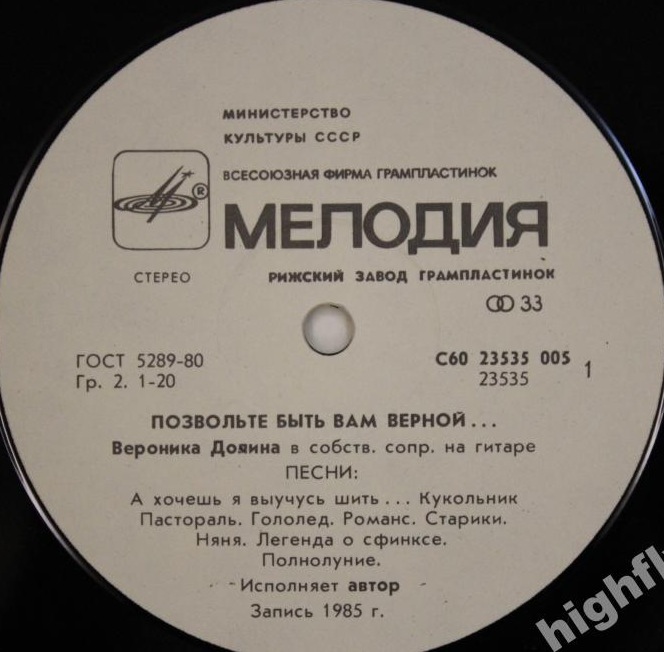 МИНИСТЕРСТВО
КУЛЬТУРЫ СССР
ВСЕСОЮЗНАЯ ФИРМА ГРАМПЛАСТИНОК
®
МЕЛОДИЯ
СТЕРЕО
РИЖСКИЙ ЗАВОД ГРАМПЛАСТИНОК
33
ГОСТ 5289-80
Гр. 2. 1-20
С60 23535 005
23535
1
ПОЗВОЛЬТЕ БЫТЬ ВАМ ВЕРНОЙ...
Вероника Долина в собств. сопр. на гитаре
ПЕСНИ:
А хочешь я выучусь шить... Кукольник
Пастораль. Гололед. Романс. Старики.
Няня. Легенда о сфинксе.
Полнолуние.
Исполняет автор
Запись 1985 г.